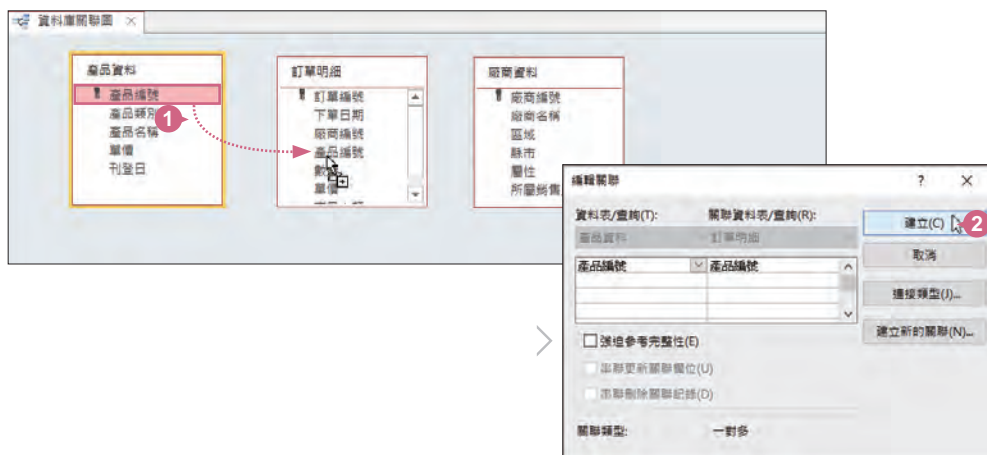 資料庫關聯圖 ×
產品資料
產品編號
產品類別
產品名稱
單價
刊登日
1
訂單明細
訂單編號
下單日期
廠商編號
產品編號
單價
廠商資料
廠商編號
廠商名稱
區域
縣市
屬性
所屬銷售
編輯關聯 ? ×
資料表/查詢(T): 關聯資料表/查詢(R):
產品資料 訂單明細
產品編號 產品編號
建立(C) 2
取消
連接類型(J)...
建立新的關聯(N)...
強迫參考完整性(E)
串聯更新關聯欄位(U)
串聯刪除關聯記錄(D)
關聯類型: 一對多